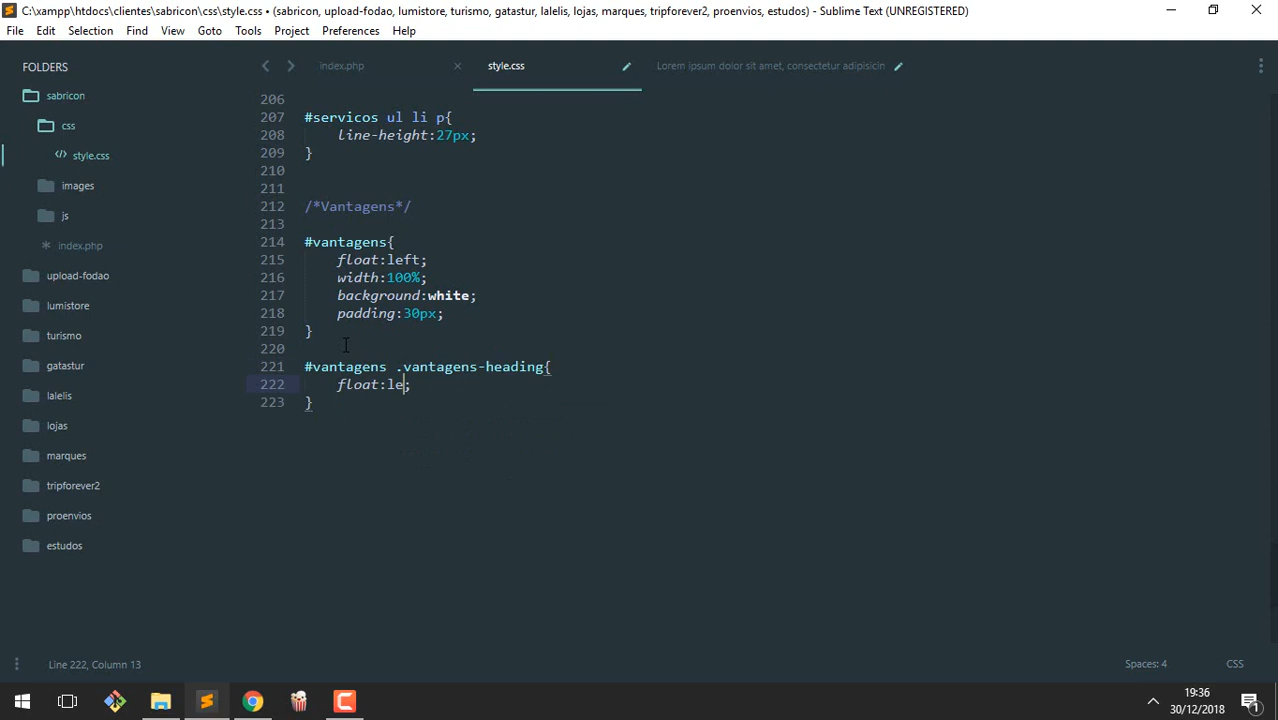 C:\xampp\htdocs\clientes\sabricon\css\style.css • (sabricon, upload-fodao, lumistore, turismo, gatastur, lalelis, lojas, marques, tripforever2, proenvios, estudos) - Sublime Text (UNREGISTERED)
File Edit Selection Find View Goto Tools Project Preferences Help
FOLDERS
sabricon
css
style.css
images
js
index.php
upload-fodao
lumistore
turismo
gatastur
lalelis
lojas
marques
tripforever2
proenvios
estudos
index.php style.css Lorem ipsum dolor sit amet, consectetur adipisicin
206
207 #servicos ul li p{
208 line-height:27px;
209 }
210
211
212 /*Vantagens*/
213
214 #vantagens{
215 float:left;
216 width:100%;
217 background:white;
218 padding:30px;
219 }
220
221 #vantagens .vantagens-heading{
222 float:le;
223 }
Line 222, Column 13 Spaces: 4 CSS
19:36
30/12/2018
1